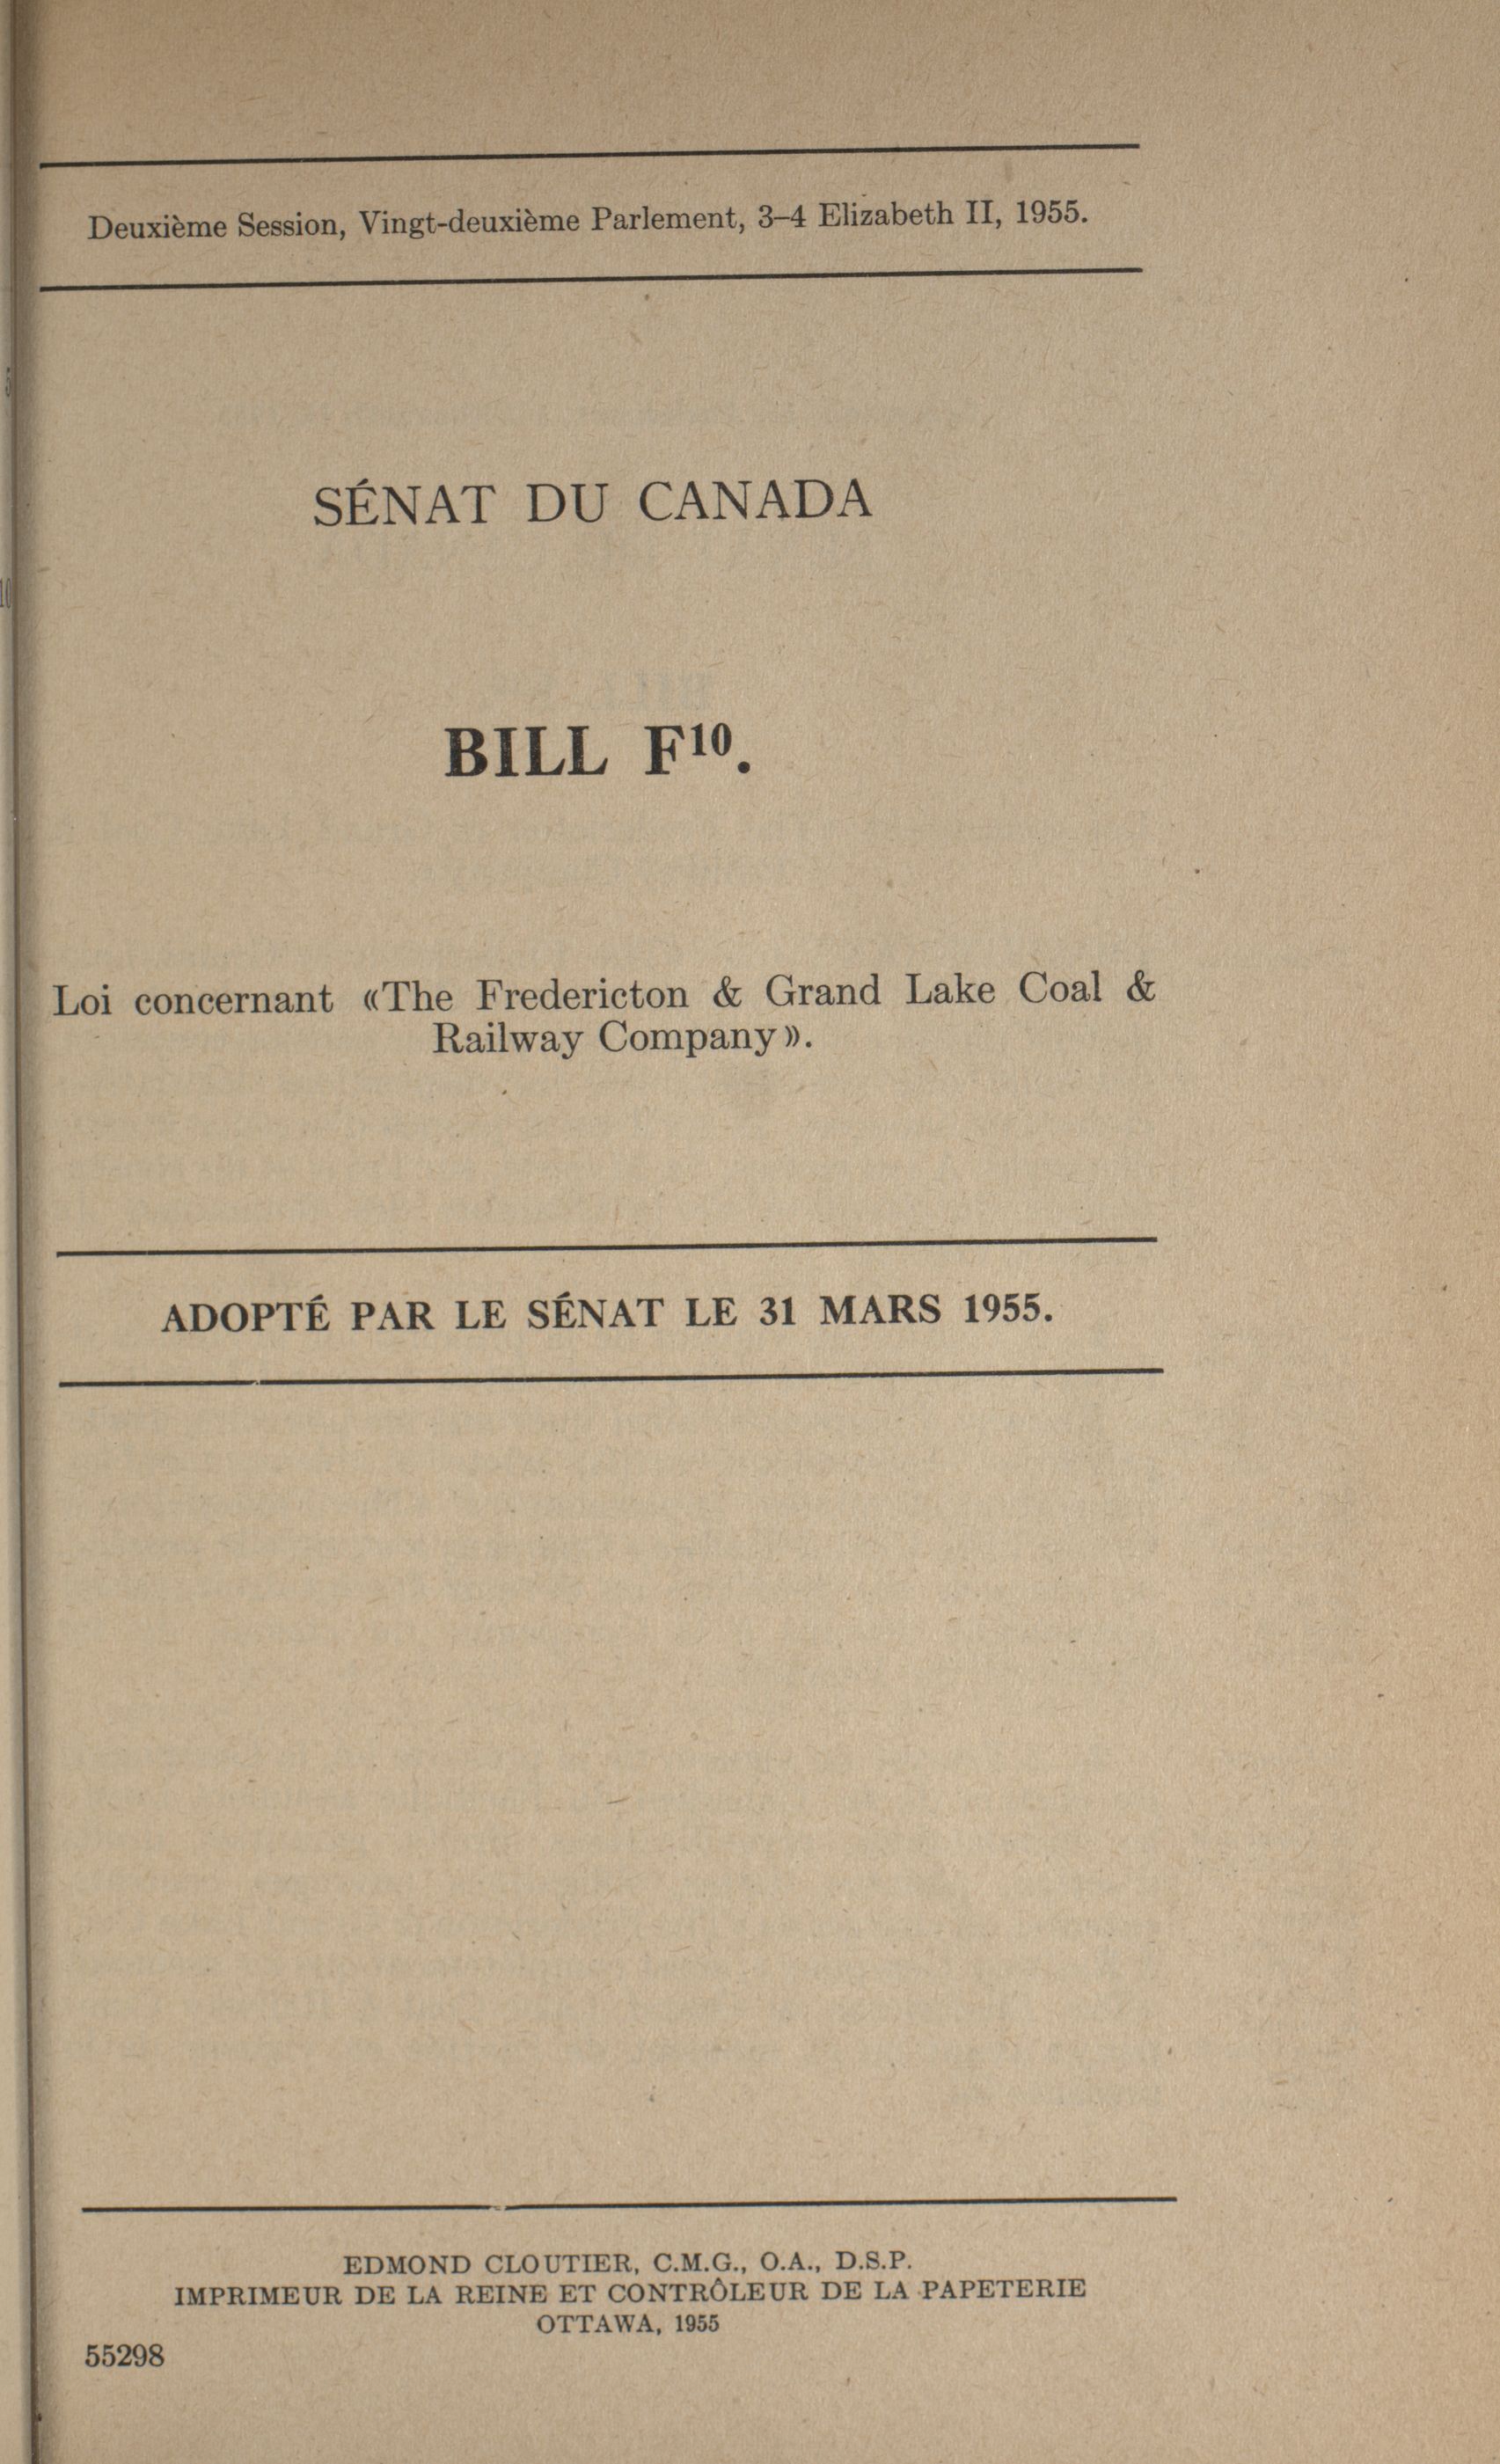 Deuxième Session, Vingt-deuxième Parlement, 3–4 Elizabeth II, 1955.
SÉNAT DU CANADA
BILL F¹⁰.
Loi concernant «The Fredericton & Grand Lake Coal &
Railway Company».
ADOPTÉ PAR LE SÉNAT LE 31 MARS 1955.
EDMOND CLOUTIER, C.M.G., O.A., D.S.P.
IMPRIMEUR DE LA REINE ET CONTRÔLEUR DE LA PAPETERIE
OTTAWA, 1955
55298